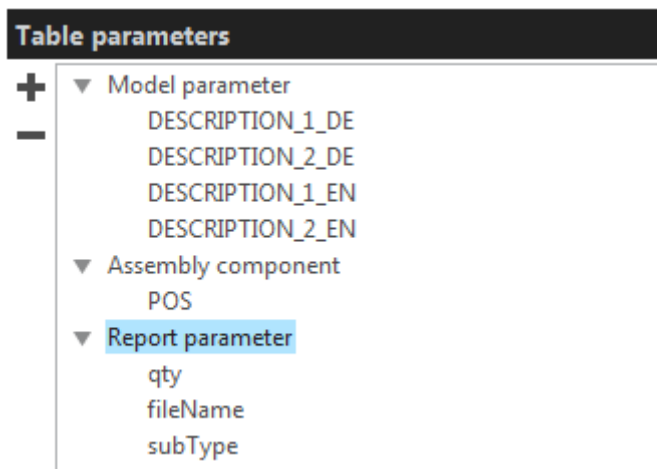 Table parameters
Model parameter
DESCRIPTION_1_DE
DESCRIPTION_2_DE
DESCRIPTION_1_EN
DESCRIPTION_2_EN
Assembly component
POS
Report parameter
qty
fileName
subType